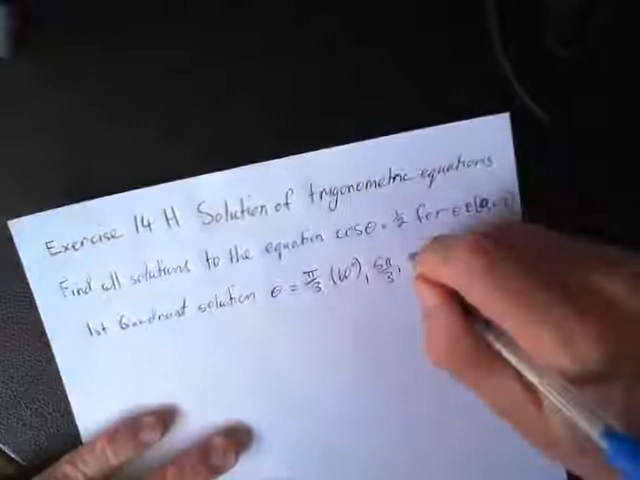 Exercise 14 H Solution of trigonometric equations
Find all solutions to the equation cosθ = ½ for θε[0,
1st Quadrant solution θ = π/3 (60°), 5π/3,